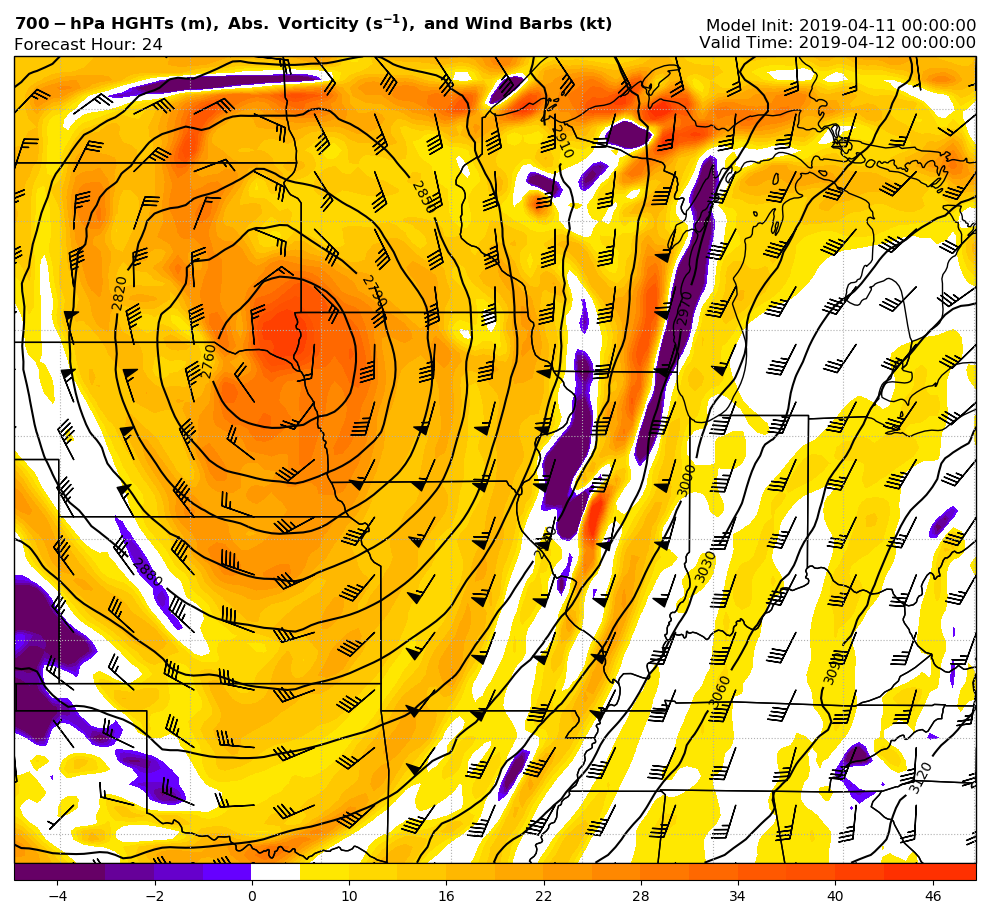 700 − hPa HGHTs (m), Abs. Vorticity (s⁻¹), and Wind Barbs (kt)
Model Init: 2019-04-11 00:00:00
Forecast Hour: 24
Valid Time: 2019-04-12 00:00:00
2910
2850
2820
2790
2970
2760
3000
2880
3030
3060
3090
3120
−4 −2 0 10 16 22 28 34 40 46